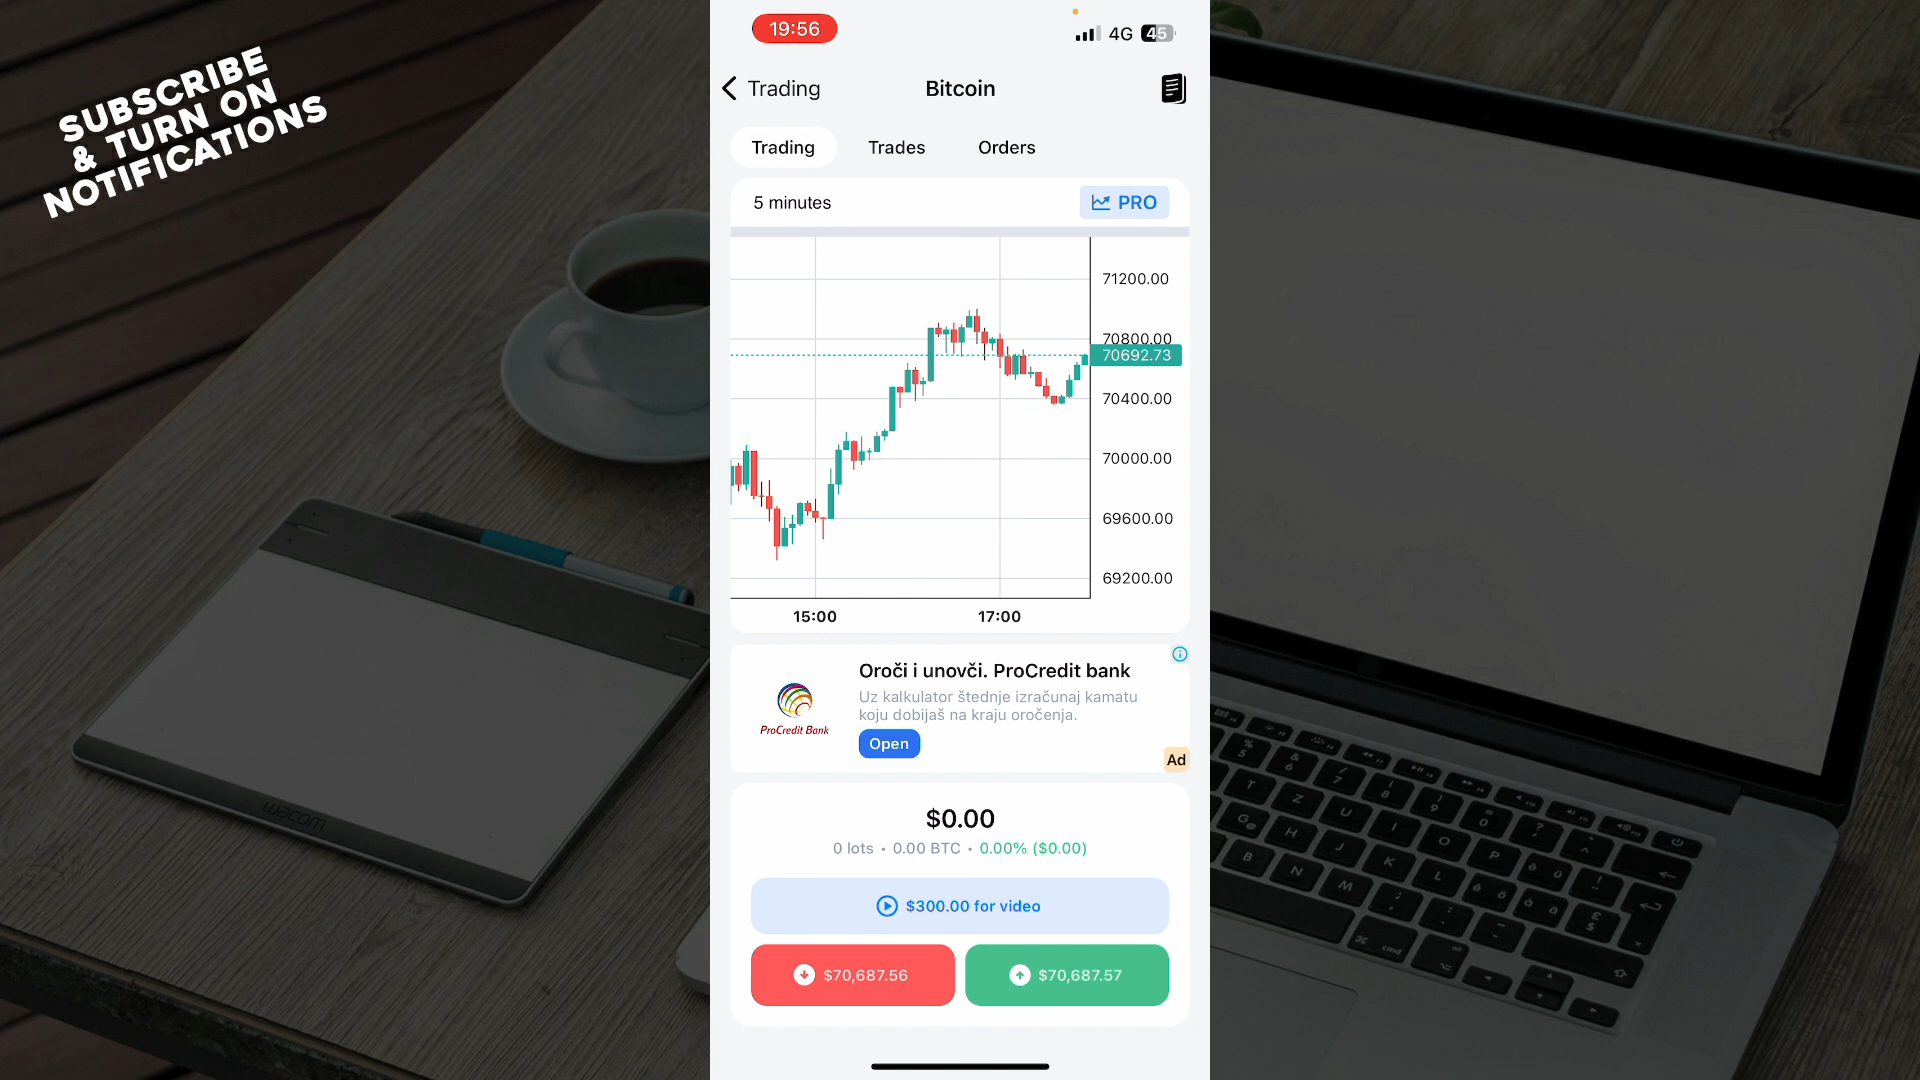 SUBSCRIBE
& TURN ON
NOTIFICATIONS
19:56
4G 45
Trading
Bitcoin
Trading Trades Orders
5 minutes
PRO
71200.00
70800.00
70692.73
70400.00
70000.00
69600.00
69200.00
15:00 17:00
Oroči i unovči. ProCredit bank
Uz kalkulator štednje izračunaj kamatu
koju dobijaš na kraju oročenja.
ProCredit Bank
Open
Ad
$0.00
0 lots • 0.00 BTC • 0.00% ($0.00)
$300.00 for video
$70,687.56 $70,687.57
wacom